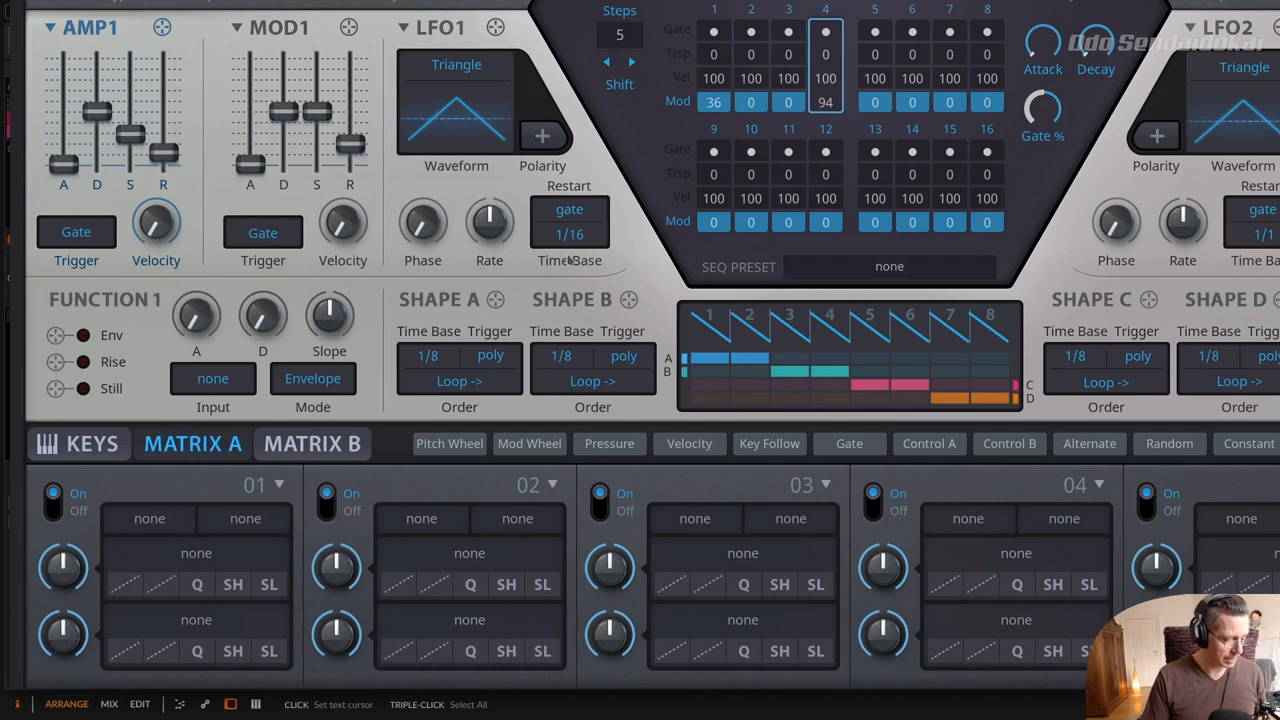 Steps
5
Shift
1 2 3 4 5 6 7 8
Gate
Trsp 0 0 0 0 0 0 0 0
Vel 100 100 100 100 100 100 100 100
Mod 36 0 0 94 0 0 0 0
9 10 11 12 13 14 15 16
Gate
Trsp 0 0 0 0 0 0 0 0
Vel 100 100 100 100 100 100 100 100
Mod 0 0 0 0 0 0 0 0
SEQ PRESET none
Odo Sendaidokai
Attack Decay
Gate %
AMP1
A D S R
Gate
Trigger Velocity
MOD1
A D S R
Gate
Trigger Velocity
LFO1
Triangle
Waveform
+
Polarity
Restart
gate
1/16
Phase Rate Time Base
LFO2
Triangle
+
Polarity Waveform
Restar
gate
1/1
Phase Rate Time Ba
FUNCTION 1
Env
Rise
Still
A D Slope
none Envelope
Input Mode
SHAPE A
Time Base Trigger
1/8 poly
Loop ->
Order
SHAPE B
Time Base Trigger
1/8 poly
Loop ->
Order
1 2 3 4 5 6 7 8
A
B
C
D
SHAPE C
Time Base Trigger
1/8 poly
Loop ->
Order
SHAPE D
Time Base Trigger
1/8 poly
Loop ->
Order
KEYS MATRIX A MATRIX B
Pitch Wheel Mod Wheel Pressure Velocity Key Follow Gate Control A Control B Alternate Random Constant
01 02 03 04
On On On On On
Off Off Off Off Off
none none none none none none none none none
none none none none
Q SH SL Q SH SL Q SH SL Q SH SL
none none none none
Q SH SL Q SH SL Q SH SL Q SH SL
i ARRANGE MIX EDIT CLICK Set text cursor TRIPLE-CLICK Select All